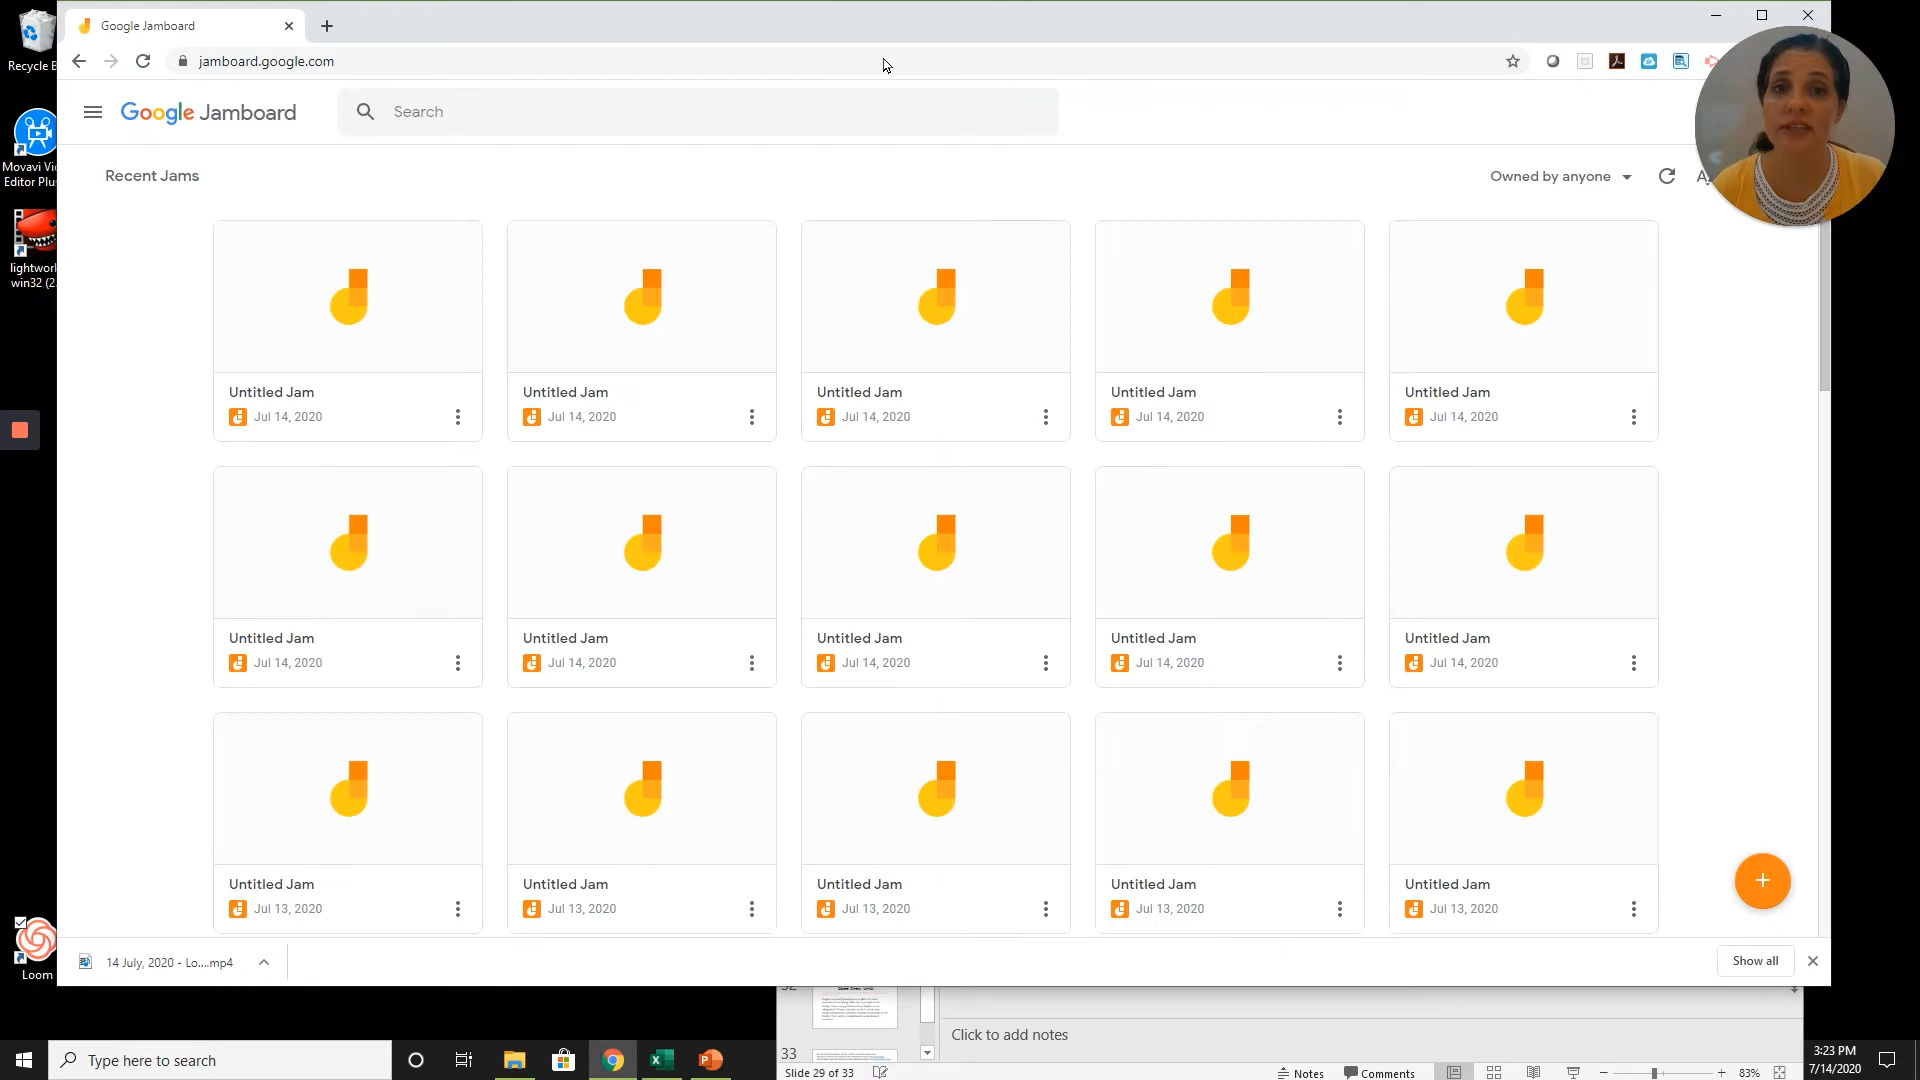 Google Jamboard
Recycle B
jamboard.google.com
Google Jamboard
Search
Movavi Vi
Editor Plus
Recent Jams
Owned by anyone
lightwor
win32 (2.
Untitled Jam
Untitled Jam
Untitled Jam
Untitled Jam
Untitled Jam
Jul 14, 2020
Jul 14, 2020
Jul 14, 2020
Jul 14, 2020
Jul 14, 2020
Untitled Jam
Untitled Jam
Untitled Jam
Untitled Jam
Untitled Jam
Jul 14, 2020
Jul 14, 2020
Jul 14, 2020
Jul 14, 2020
Jul 14, 2020
Untitled Jam
Untitled Jam
Untitled Jam
Untitled Jam
Untitled Jam
Jul 13, 2020
Jul 13, 2020
Jul 13, 2020
Jul 13, 2020
Jul 13, 2020
14 July, 2020 - Lo....mp4
Show all
Loom
Click to add notes
33
Type here to search
Slide 29 of 33
Notes
Comments
83%
3:23 PM
7/14/2020